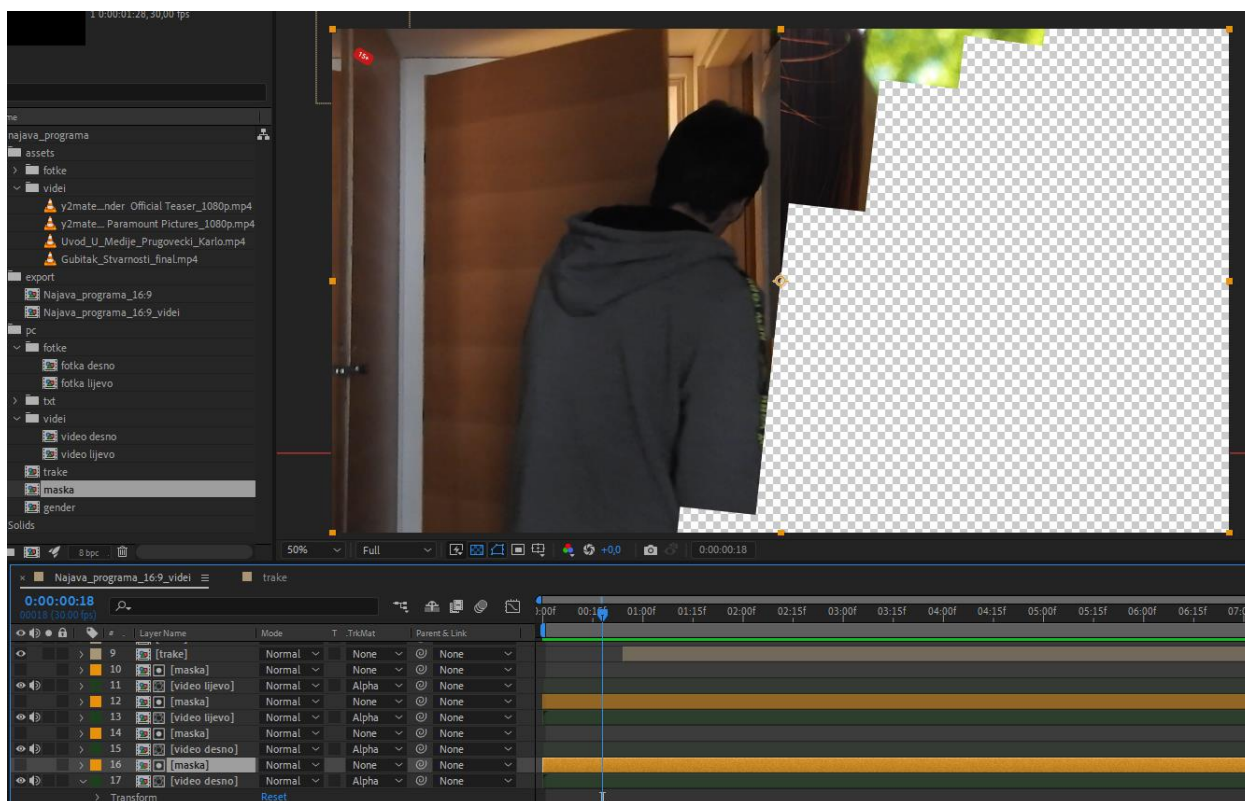 1 0:00:01:28, 30,00 fps
15+
me
najava_programa
assets
fotke
videi
y2mate...nder Official Teaser_1080p.mp4
y2mate... Paramount Pictures_1080p.mp4
Uvod_U_Medije_Prugovecki_Karlo.mp4
Gubitak_Stvarnosti_final.mp4
export
Najava_programa_16:9
Najava_programa_16:9_videi
pc
fotke
fotka desno
fotka lijevo
txt
videi
video desno
video lijevo
trake
maska
gender
Solids
8 bpc
50% Full +0,0 0:00:00:18
× Najava_programa_16:9_videi trake
0:00:00:18
00018 (30.00 fps)
):00f 00:15f 01:00f 01:15f 02:00f 02:15f 03:00f 03:15f 04:00f 04:15f 05:00f 05:15f 06:00f 06:15f 07:0
# . Layer Name Mode T .TrkMat Parent & Link
9 [trake] Normal None None
10 [maska] Normal None None
11 [video lijevo] Normal Alpha None
12 [maska] Normal None None
13 [video lijevo] Normal Alpha None
14 [maska] Normal None None
15 [video desno] Normal Alpha None
16 [maska] Normal None None
17 [video desno] Normal Alpha None
Transform Reset